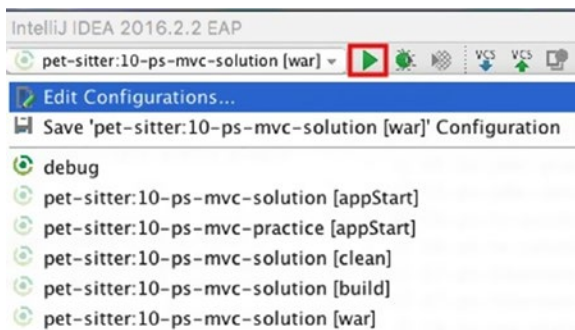 IntelliJ IDEA 2016.2.2 EAP
pet-sitter:10-ps-mvc-solution [war]
VCS VCS
Edit Configurations...
Save 'pet-sitter:10-ps-mvc-solution [war]' Configuration
debug
pet-sitter:10-ps-mvc-solution [appStart]
pet-sitter:10-ps-mvc-practice [appStart]
pet-sitter:10-ps-mvc-solution [clean]
pet-sitter:10-ps-mvc-solution [build]
pet-sitter:10-ps-mvc-solution [war]